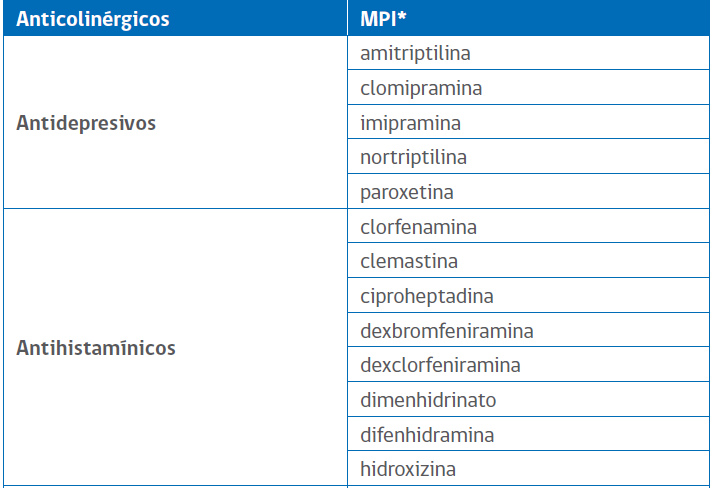 Anticolinérgicos MPI*
Antidepresivos
amitriptilina
clomipramina
imipramina
nortriptilina
paroxetina
Antihistamínicos
clorfenamina
clemastina
ciproheptadina
dexbromfeniramina
dexclorfeniramina
dimenhidrinato
difenhidramina
hidroxizina